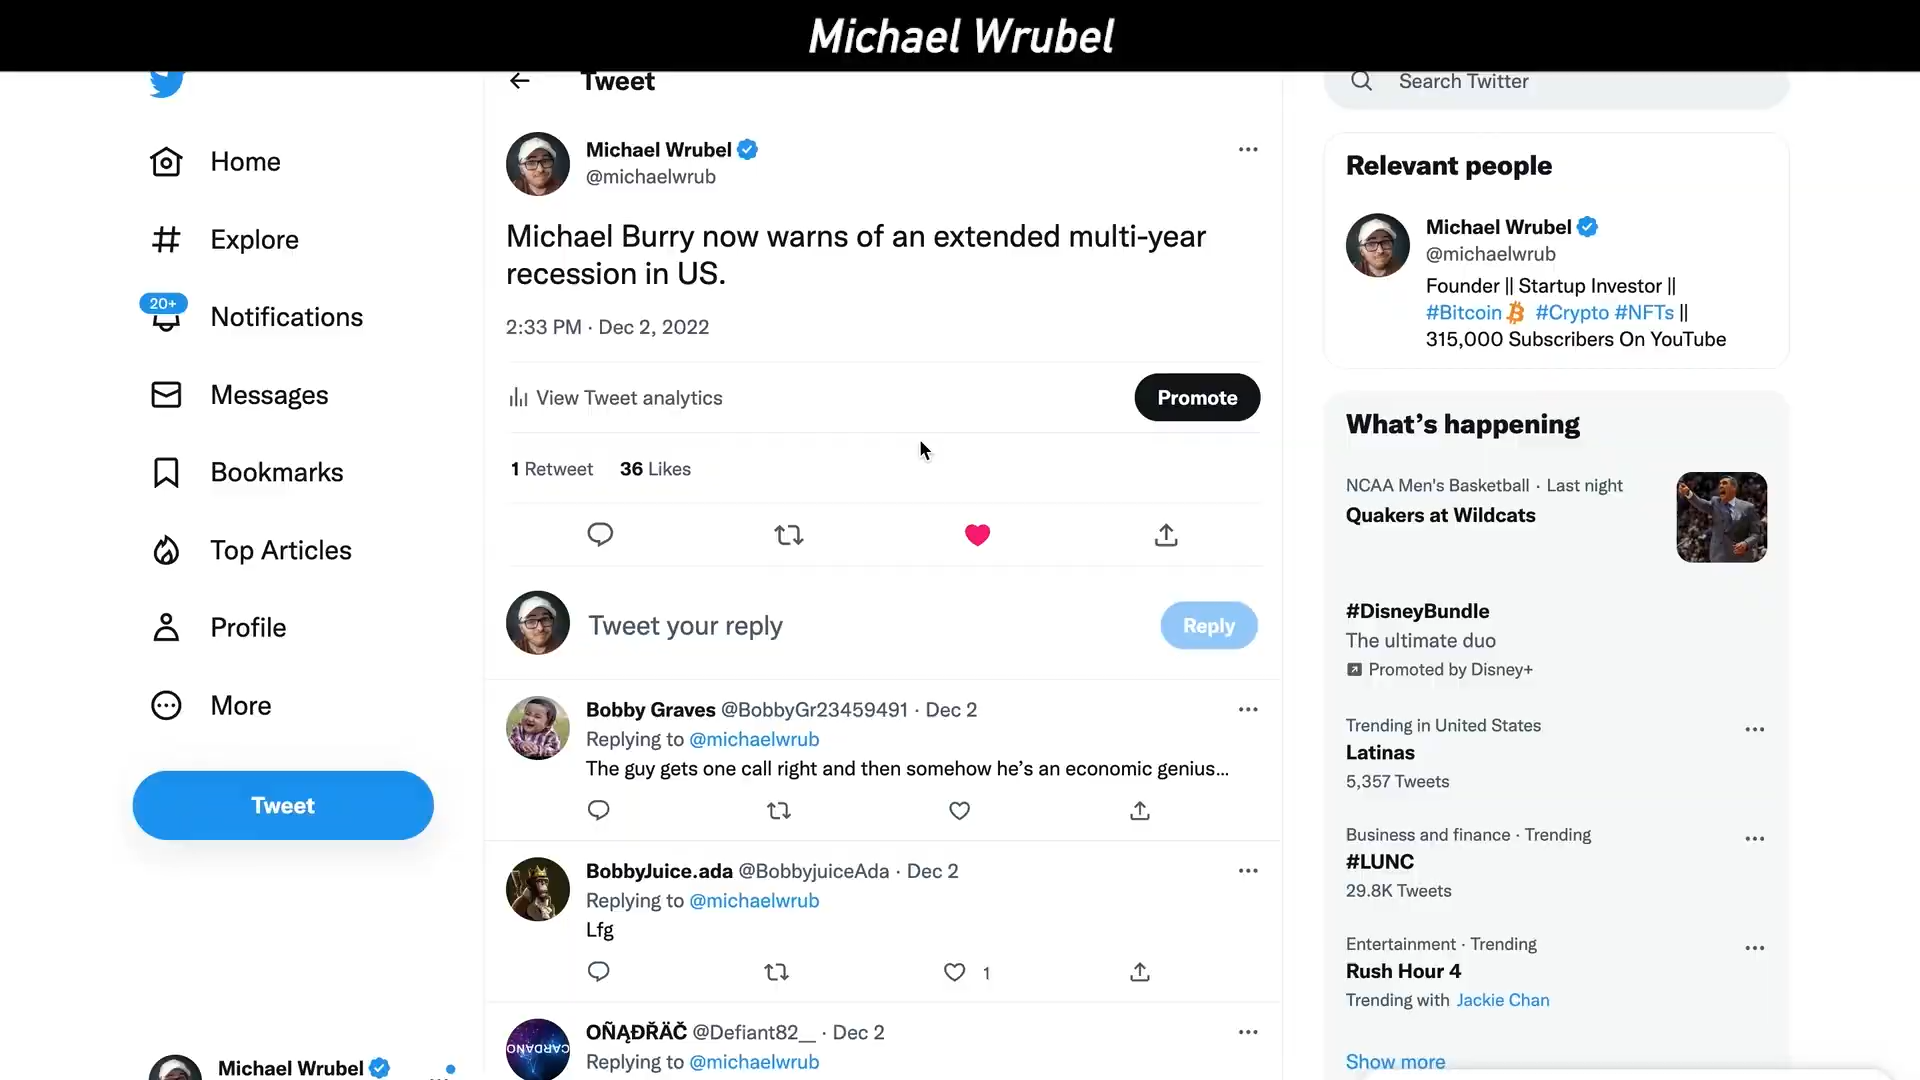 Michael Wrubel
Tweet
Search Twitter
Home
Explore
20+
Notifications
Messages
Bookmarks
Top Articles
Profile
More
Tweet
Michael Wrubel
Michael Wrubel
@michaelwrub
Michael Burry now warns of an extended multi-year
recession in US.
2:33 PM · Dec 2, 2022
View Tweet analytics
Promote
1 Retweet 36 Likes
Tweet your reply
Reply
Bobby Graves @BobbyGr23459491 · Dec 2
Replying to @michaelwrub
The guy gets one call right and then somehow he’s an economic genius...
BobbyJuice.ada @BobbyjuiceAda · Dec 2
Replying to @michaelwrub
Lfg
1
OÑĄĐŘÄČ @Defiant82__ · Dec 2
Replying to @michaelwrub
CARDANO
Relevant people
Michael Wrubel
@michaelwrub
Founder || Startup Investor ||
#Bitcoin #Crypto #NFTs ||
315,000 Subscribers On YouTube
What’s happening
NCAA Men's Basketball · Last night
Quakers at Wildcats
#DisneyBundle
The ultimate duo
Promoted by Disney+
Trending in United States
Latinas
5,357 Tweets
Business and finance · Trending
#LUNC
29.8K Tweets
Entertainment · Trending
Rush Hour 4
Trending with Jackie Chan
Show more